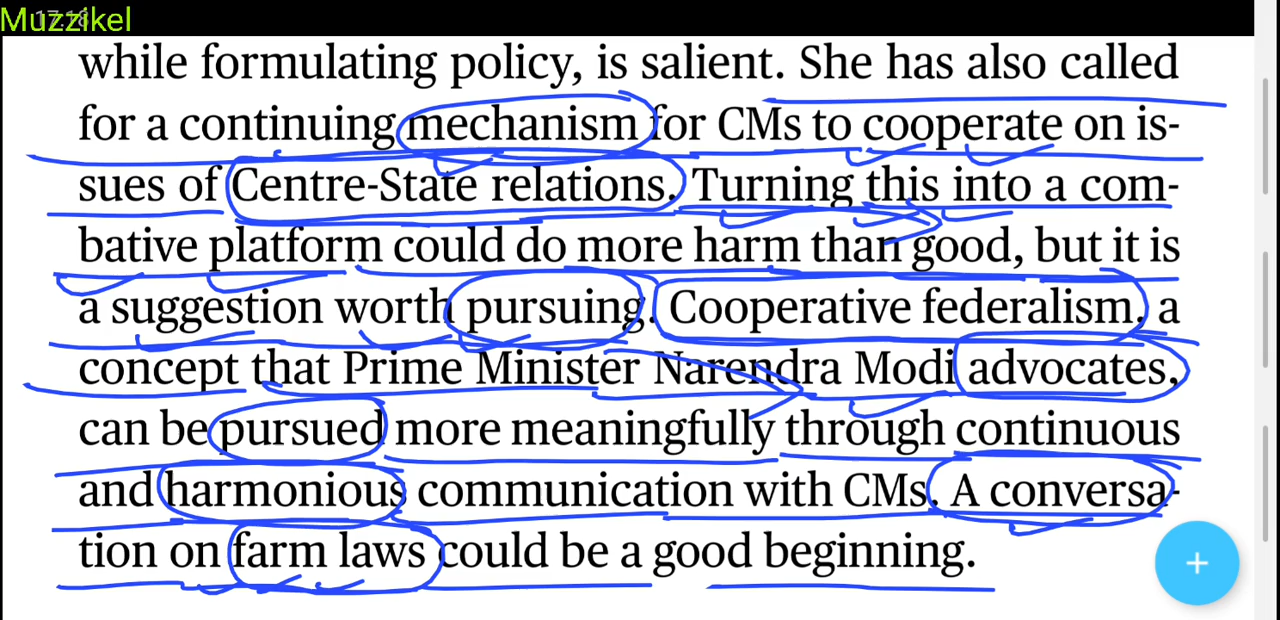 Muzzikel
17:18
while formulating policy, is salient. She has also called
for a continuing mechanism for CMs to cooperate on is-
sues of Centre-State relations. Turning this into a com-
bative platform could do more harm than good, but it is
a suggestion worth pursuing. Cooperative federalism, a
concept that Prime Minister Narendra Modi advocates,
can be pursued more meaningfully through continuous
and harmonious communication with CMs. A conversa-
tion on farm laws could be a good beginning.